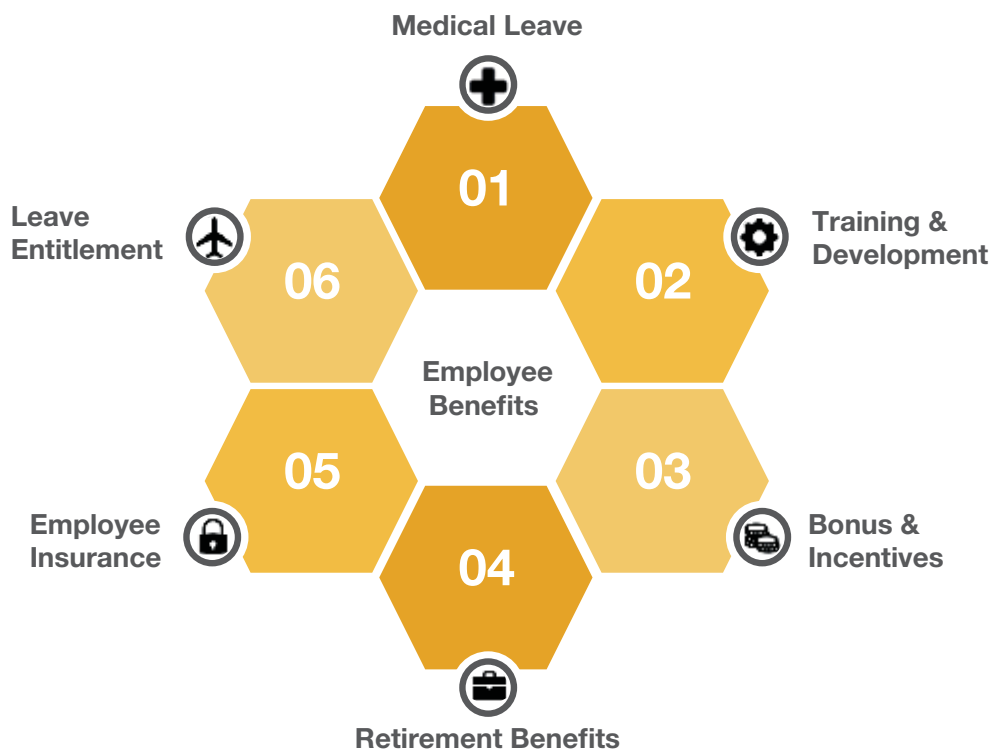 Medical Leave
01
Training &
Development
02
Bonus &
Incentives
03
Retirement Benefits
04
Employee
Insurance
05
Leave
Entitlement
06
Employee
Benefits